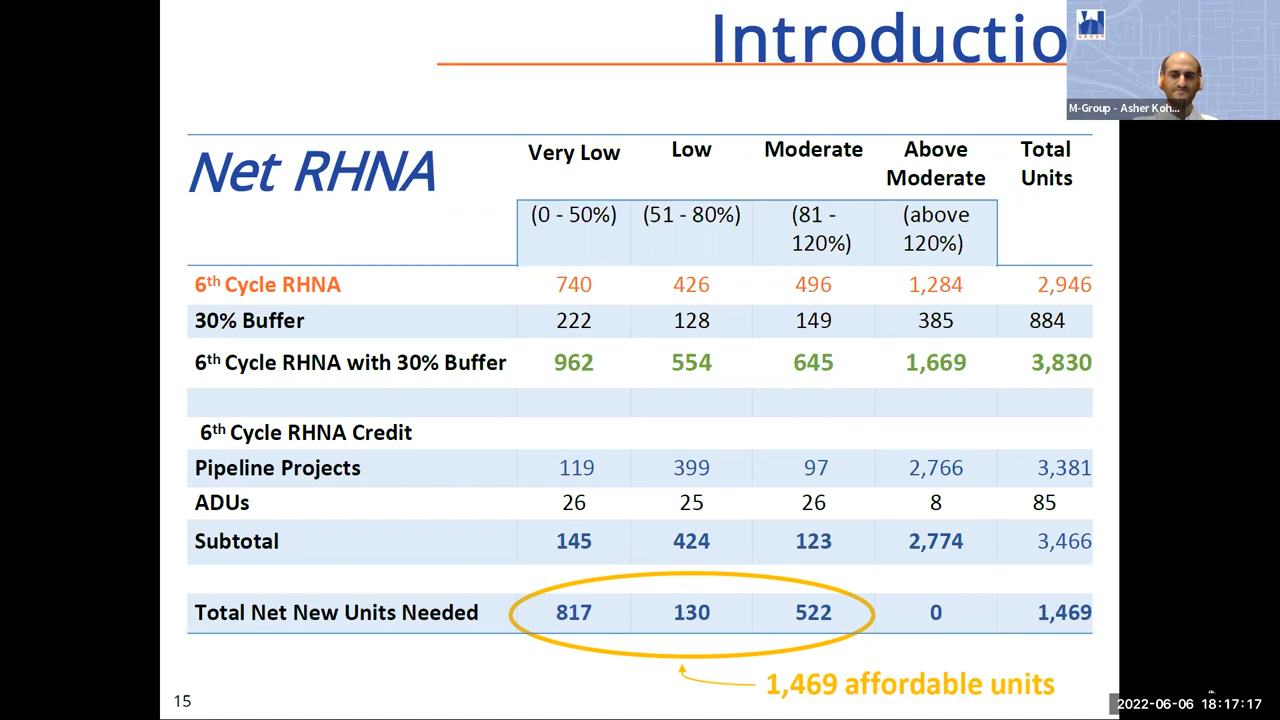 Introductio
GROUP
M-Group - Asher Koh...
Net RHNA
Very Low Low Moderate Above Moderate Total Units
(0 - 50%) (51 - 80%) (81 - 120%) (above 120%)
6th Cycle RHNA 740 426 496 1,284 2,946
30% Buffer 222 128 149 385 884
6th Cycle RHNA with 30% Buffer 962 554 645 1,669 3,830
6th Cycle RHNA Credit
Pipeline Projects 119 399 97 2,766 3,381
ADUs 26 25 26 8 85
Subtotal 145 424 123 2,774 3,466
Total Net New Units Needed 817 130 522 0 1,469
1,469 affordable units
15
2022-06-06 18:17:17